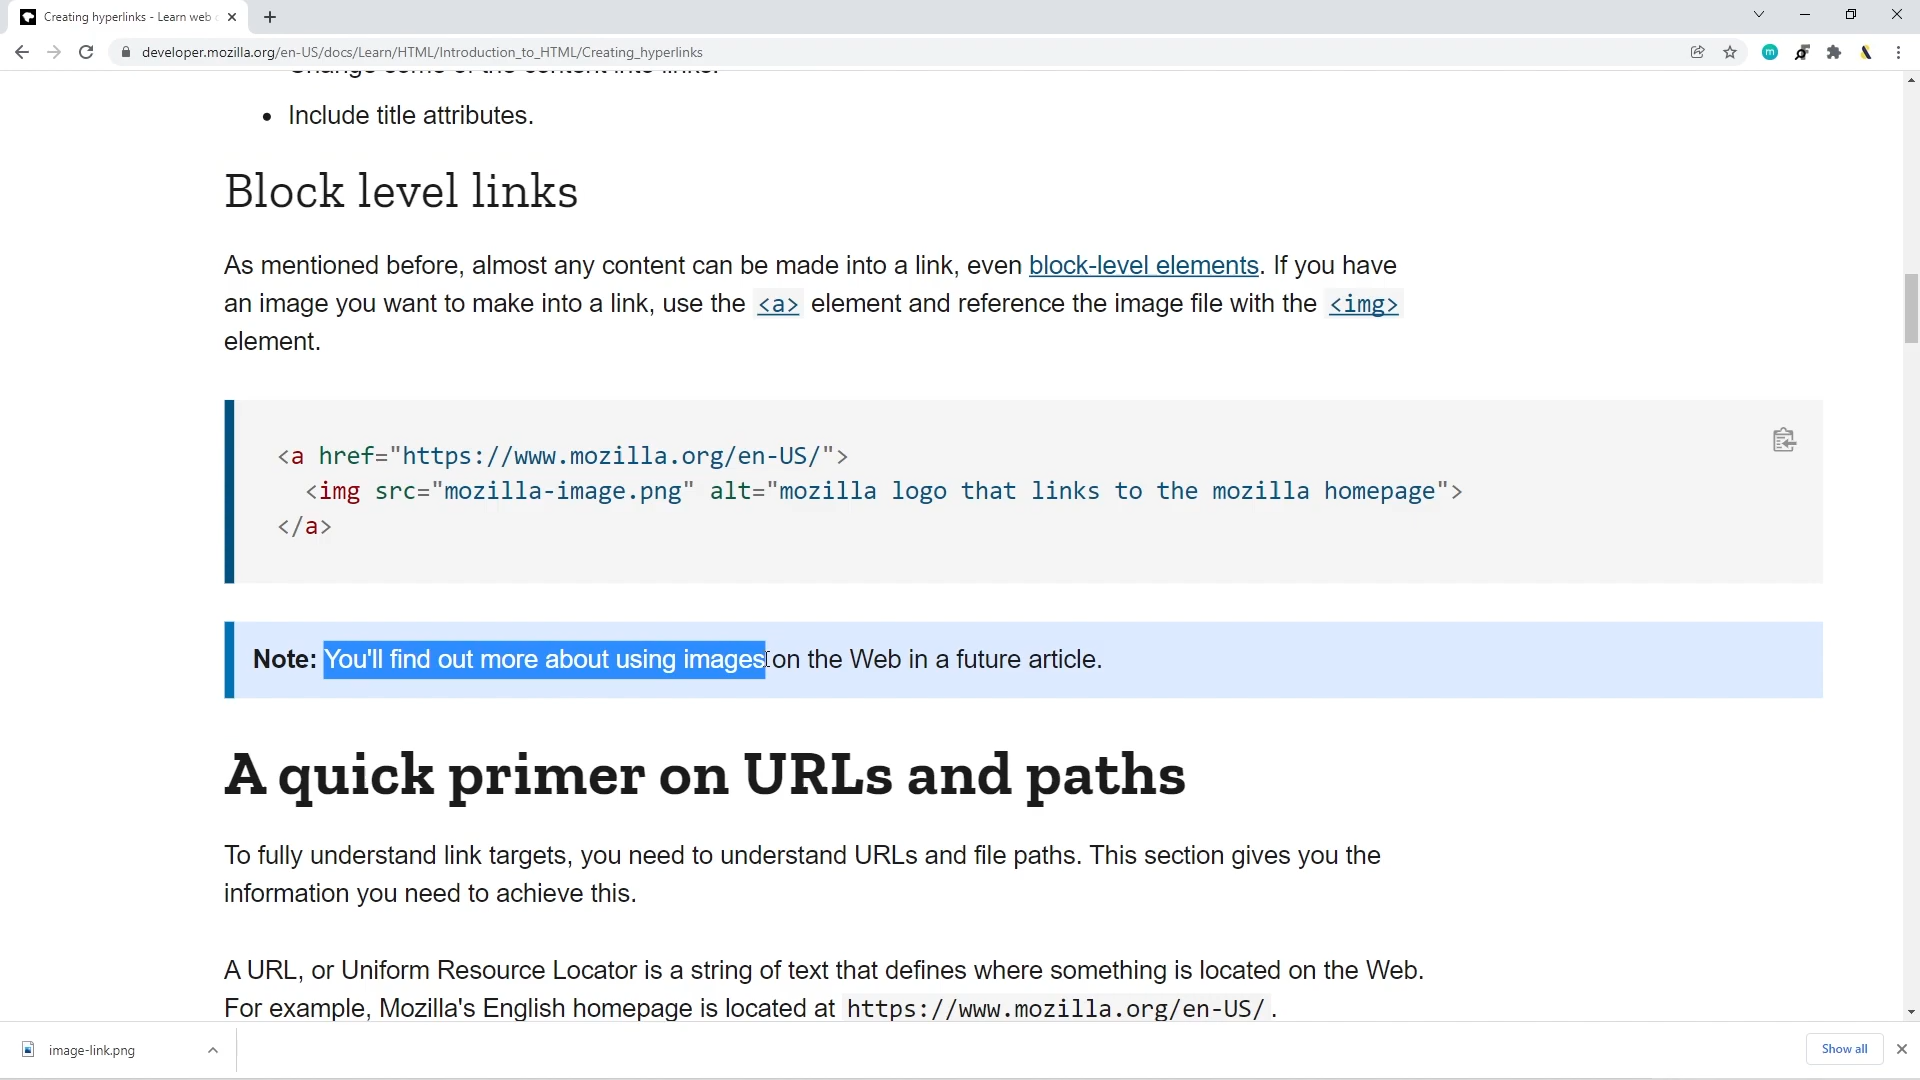 Creating hyperlinks - Learn web
developer.mozilla.org/en-US/docs/Learn/HTML/Introduction_to_HTML/Creating_hyperlinks
m
Change some of the content into links.
• Include title attributes.
Block level links
As mentioned before, almost any content can be made into a link, even block-level elements. If you have
an image you want to make into a link, use the <a> element and reference the image file with the <img>
element.
<a href="https://www.mozilla.org/en-US/">
<img src="mozilla-image.png" alt="mozilla logo that links to the mozilla homepage">
</a>
Note: You'll find out more about using images on the Web in a future article.
A quick primer on URLs and paths
To fully understand link targets, you need to understand URLs and file paths. This section gives you the
information you need to achieve this.
A URL, or Uniform Resource Locator is a string of text that defines where something is located on the Web.
For example, Mozilla's English homepage is located at https://www.mozilla.org/en-US/.
image-link.png
Show all